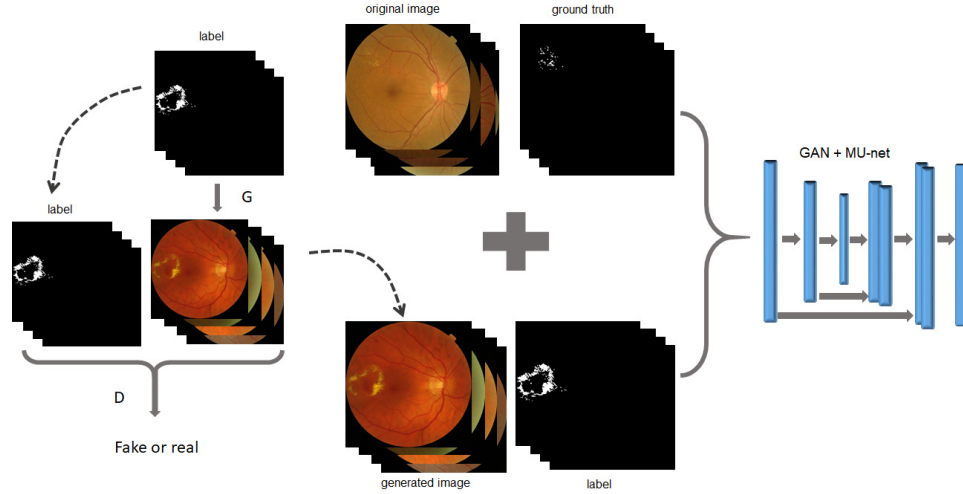 label
G
label
D
Fake or real
original image
ground truth
generated image
label
GAN + MU-net